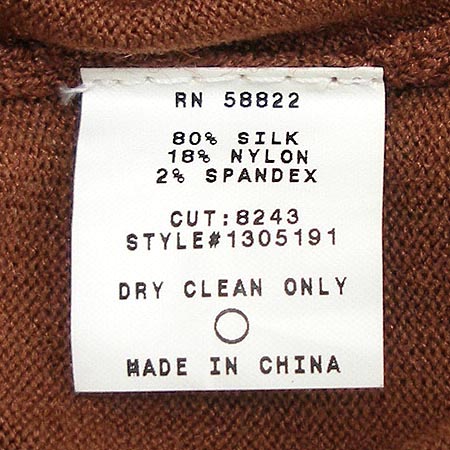 RN 58822
80% SILK
18% NYLON
2% SPANDEX
CUT:8243
STYLE#1305191
DRY CLEAN ONLY
MADE IN CHINA